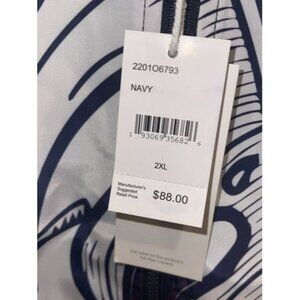 2201O6793
NAVY
1 93069 35682 6
2XL
Manufacturer's
Suggested
Retail Price
$88.00